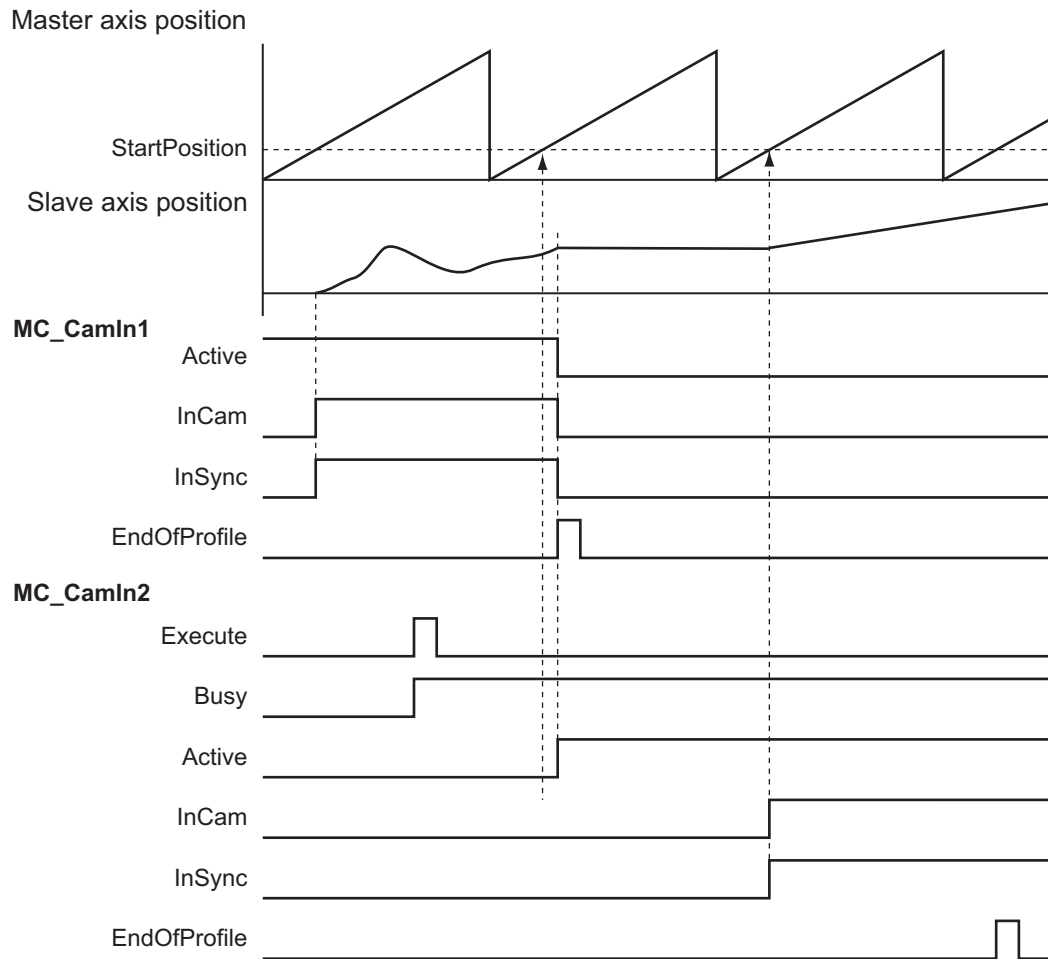 Master axis position
StartPosition
Slave axis position
MC_CamIn1
Active
InCam
InSync
EndOfProfile
MC_CamIn2
Execute
Busy
Active
InCam
InSync
EndOfProfile